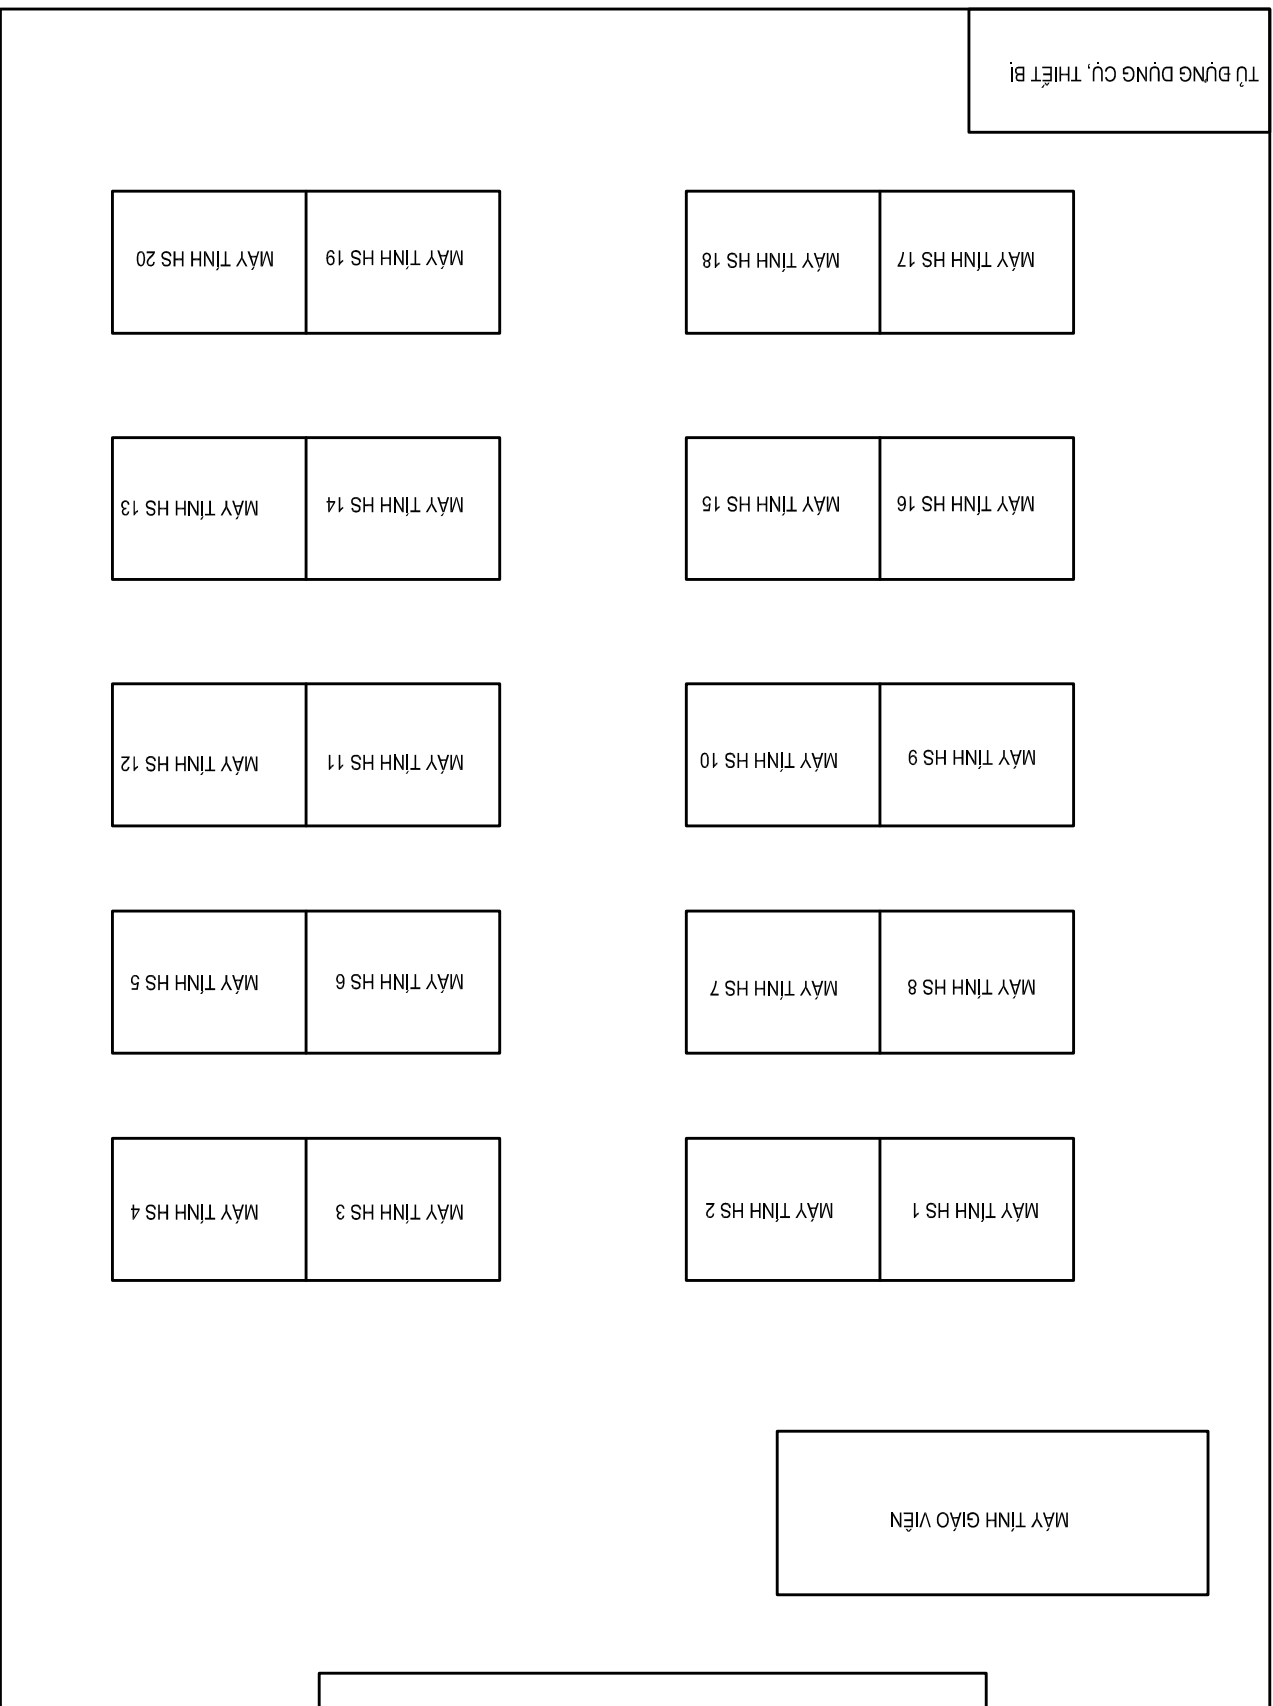 MÁY TÍNH GIÁO VIÊN
MÁY TÍNH HS 1
MÁY TÍNH HS 2
MÁY TÍNH HS 3
MÁY TÍNH HS 4
MÁY TÍNH HS 8
MÁY TÍNH HS 7
MÁY TÍNH HS 6
MÁY TÍNH HS 5
MÁY TÍNH HS 9
MÁY TÍNH HS 10
MÁY TÍNH HS 11
MÁY TÍNH HS 12
MÁY TÍNH HS 16
MÁY TÍNH HS 15
MÁY TÍNH HS 14
MÁY TÍNH HS 13
MÁY TÍNH HS 17
MÁY TÍNH HS 18
MÁY TÍNH HS 19
MÁY TÍNH HS 20
TỦ ĐỰNG DỤNG CỤ, THIẾT BỊ